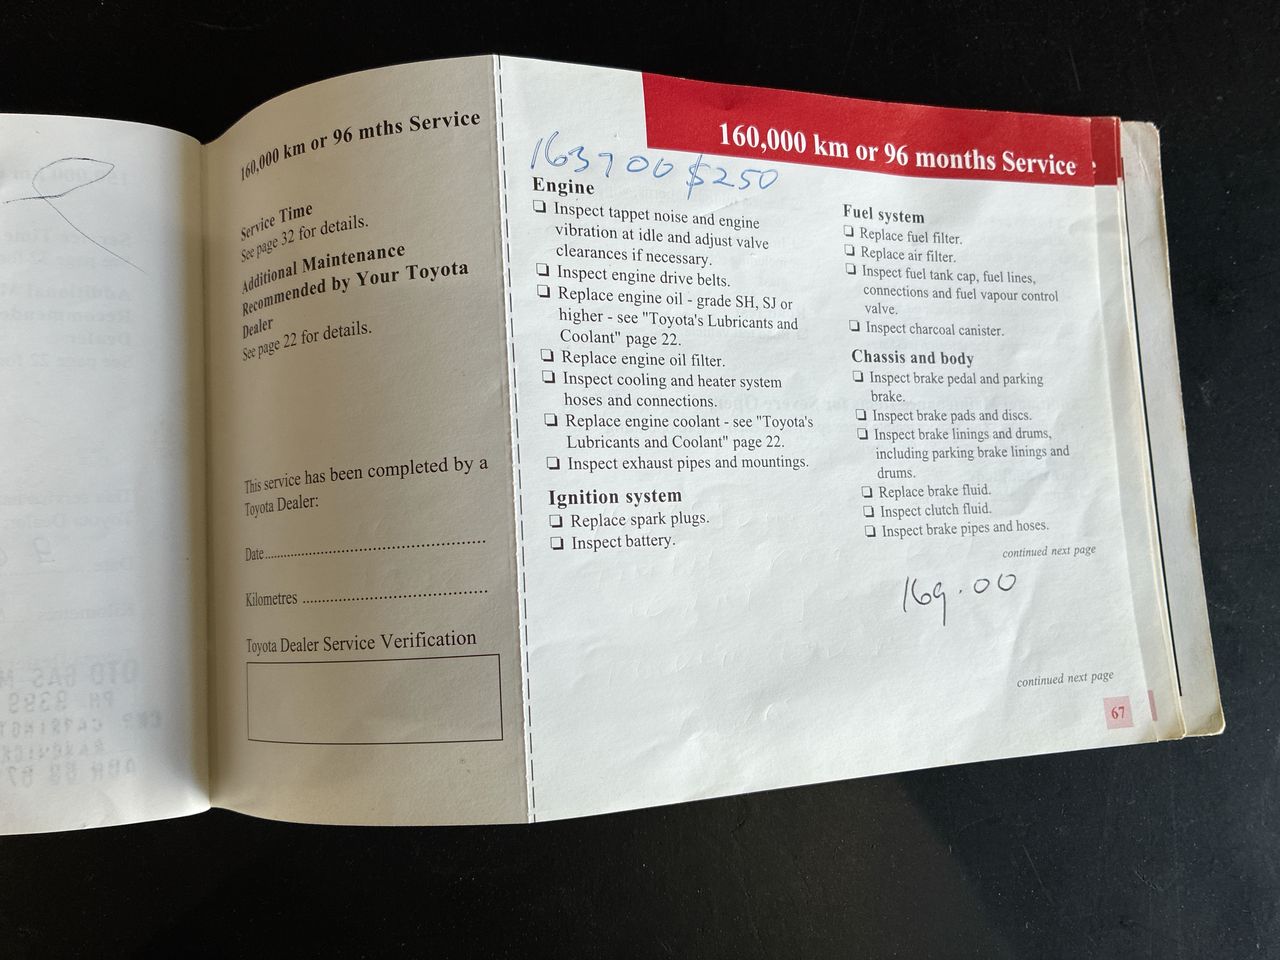 160,000 km or 96 mths Service
Service Time
See page 32 for details.
Additional Maintenance
Recommended by Your Toyota
Dealer
See page 22 for details.
This service has been completed by a
Toyota Dealer:
Date
Kilometres
Toyota Dealer Service Verification
160,000 km or 96 months Service
163700 $250
Engine
Inspect tappet noise and engine
vibration at idle and adjust valve
clearances if necessary.
Inspect engine drive belts.
Replace engine oil - grade SH, SJ or
higher - see "Toyota's Lubricants and
Coolant" page 22.
Replace engine oil filter.
Inspect cooling and heater system
hoses and connections.
Replace engine coolant - see "Toyota's
Lubricants and Coolant" page 22.
Inspect exhaust pipes and mountings.
Ignition system
Replace spark plugs.
Inspect battery.
Fuel system
Replace fuel filter.
Replace air filter.
Inspect fuel tank cap, fuel lines,
connections and fuel vapour control
valve.
Inspect charcoal canister.
Chassis and body
Inspect brake pedal and parking
brake.
Inspect brake pads and discs.
Inspect brake linings and drums,
including parking brake linings and
drums.
Replace brake fluid.
Inspect clutch fluid.
Inspect brake pipes and hoses.
continued next page
169.00
continued next page
67